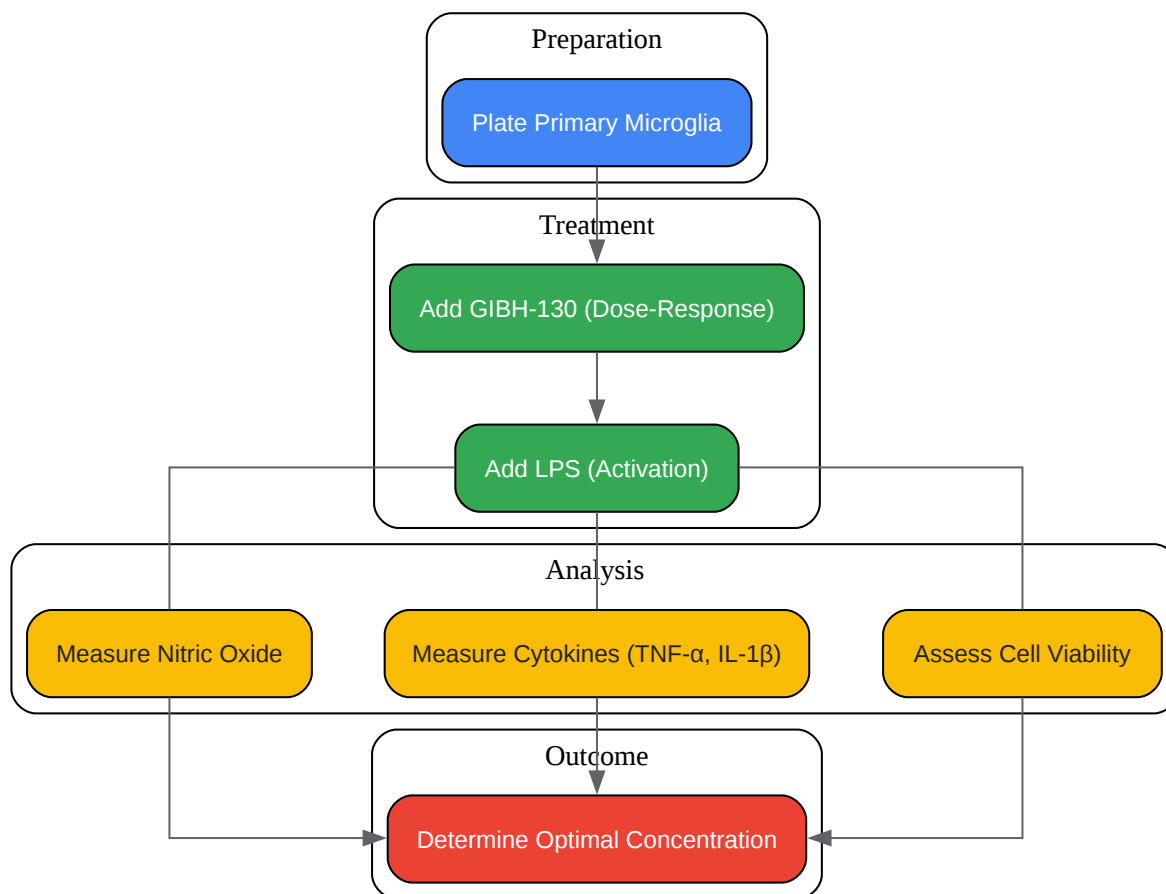 Preparation
Plate Primary Microglia
Treatment
Add GIBH-130 (Dose-Response)
Add LPS (Activation)
Analysis
Measure Nitric Oxide
Measure Cytokines (TNF-α, IL-1β)
Assess Cell Viability
Outcome
Determine Optimal Concentration